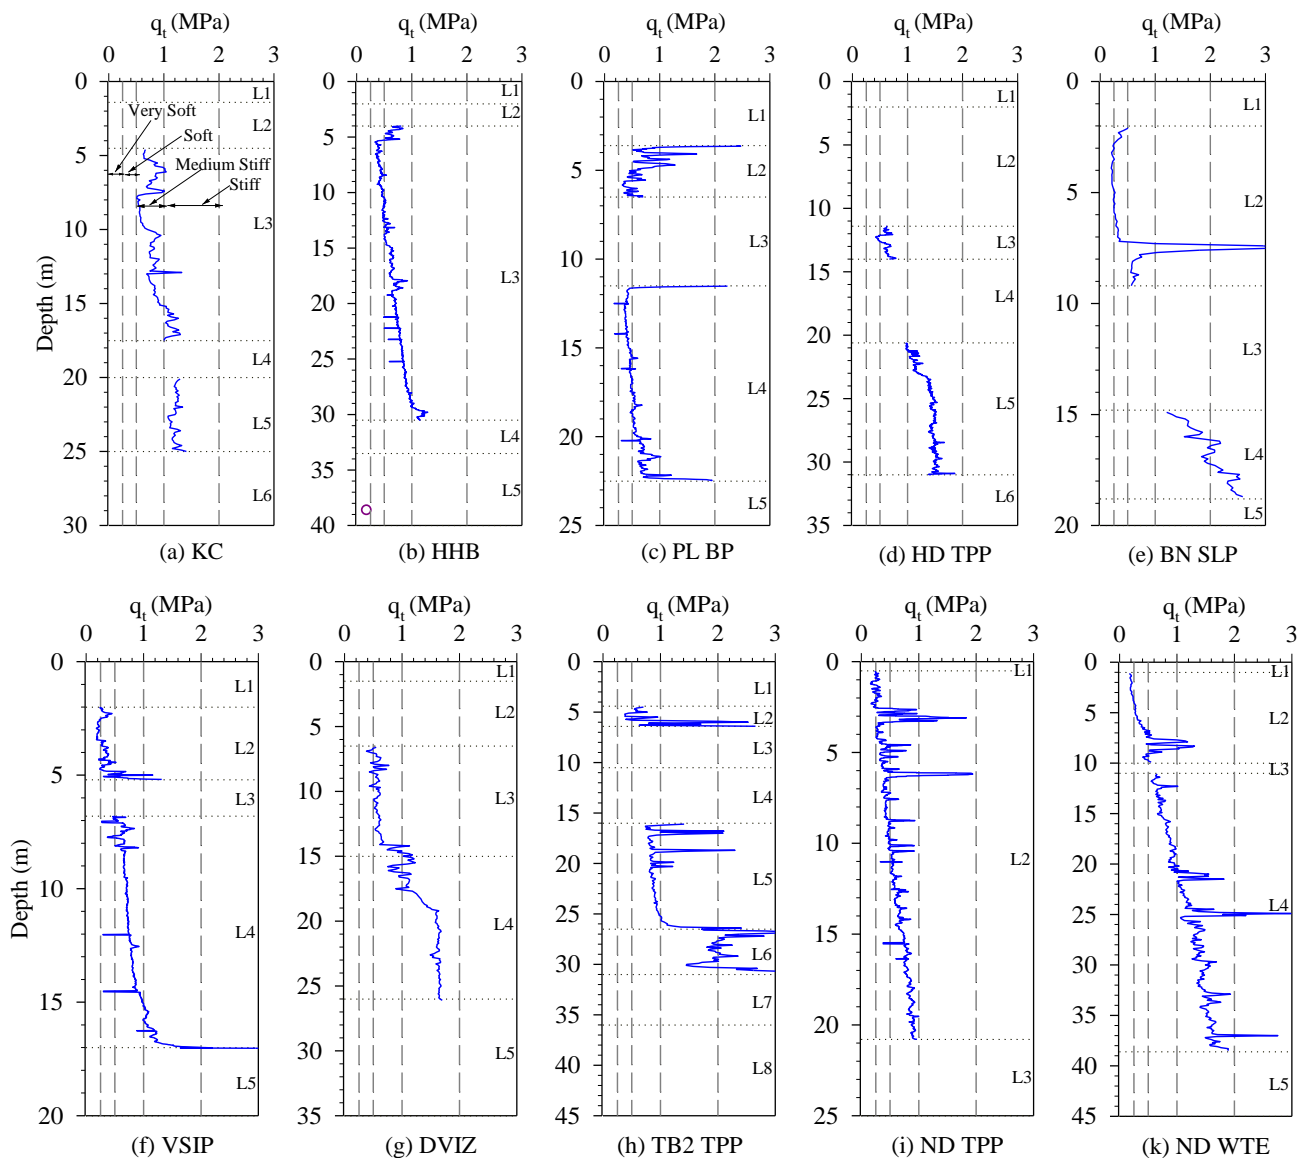 qt (MPa) qt (MPa) qt (MPa) qt (MPa) qt (MPa)
0 1 2 3 0 1 2 3 0 1 2 3 0 1 2 3 0 1 2 3
Depth (m)
0
5
10
15
20
25
30
L1
Very Soft
L2
Soft
Medium Stiff
Stiff
L3
L4
L5
L6
(a) KC
0
5
10
15
20
25
30
35
40
L1
L2
L3
L4
L5
(b) HHB
0
5
10
15
20
25
L1
L2
L3
L4
L5
(c) PL BP
0
5
10
15
20
25
30
35
L1
L2
L3
L4
L5
L6
(d) HD TPP
0
5
10
15
20
L1
L2
L3
L4
L5
(e) BN SLP
qt (MPa) qt (MPa) qt (MPa) qt (MPa) qt (MPa)
0 1 2 3 0 1 2 3 0 1 2 3 0 1 2 3 0 1 2 3
Depth (m)
0
5
10
15
20
L1
L2
L3
L4
L5
(f) VSIP
0
5
10
15
20
25
30
35
L1
L2
L3
L4
L5
(g) DVIZ
0
5
10
15
20
25
30
35
40
45
L1
L2
L3
L4
L5
L6
L7
L8
(h) TB2 TPP
0
5
10
15
20
25
L1
L2
L3
(i) ND TPP
0
5
10
15
20
25
30
35
40
45
L1
L2
L3
L4
L5
(k) ND WTE